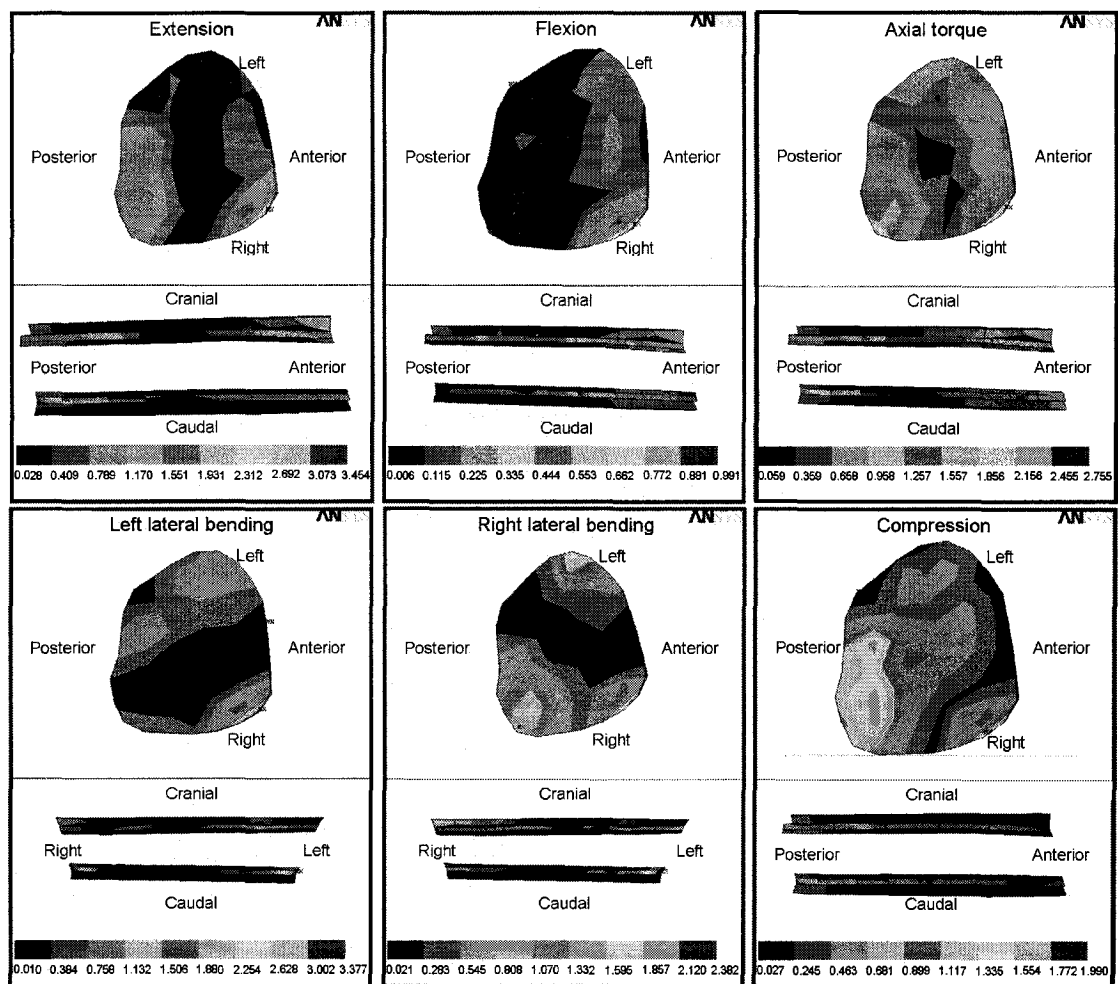 Extension
Left
Posterior
Anterior
Right
Cranial
Posterior
Anterior
Caudal
0.028 0.409 0.789 1.170 1.551 1.931 2.312 2.692 3.073 3.454
Flexion
Left
Posterior
Anterior
Right
Cranial
Posterior
Anterior
Caudal
0.006 0.115 0.225 0.335 0.444 0.553 0.662 0.772 0.881 0.991
Axial torque
Left
Posterior
Anterior
Right
Cranial
Posterior
Anterior
Caudal
0.059 0.359 0.658 0.958 1.257 1.557 1.856 2.156 2.455 2.755
Left lateral bending
Left
Posterior
Anterior
Right
Cranial
Right
Left
Caudal
0.010 0.384 0.758 1.132 1.506 1.880 2.254 2.628 3.002 3.377
Right lateral bending
Left
Posterior
Anterior
Right
Cranial
Right
Left
Caudal
0.021 0.283 0.545 0.808 1.070 1.332 1.595 1.857 2.120 2.382
Compression
Left
Posterior
Anterior
Right
Cranial
Posterior
Anterior
Caudal
0.027 0.245 0.463 0.681 0.899 1.117 1.335 1.554 1.772 1.990